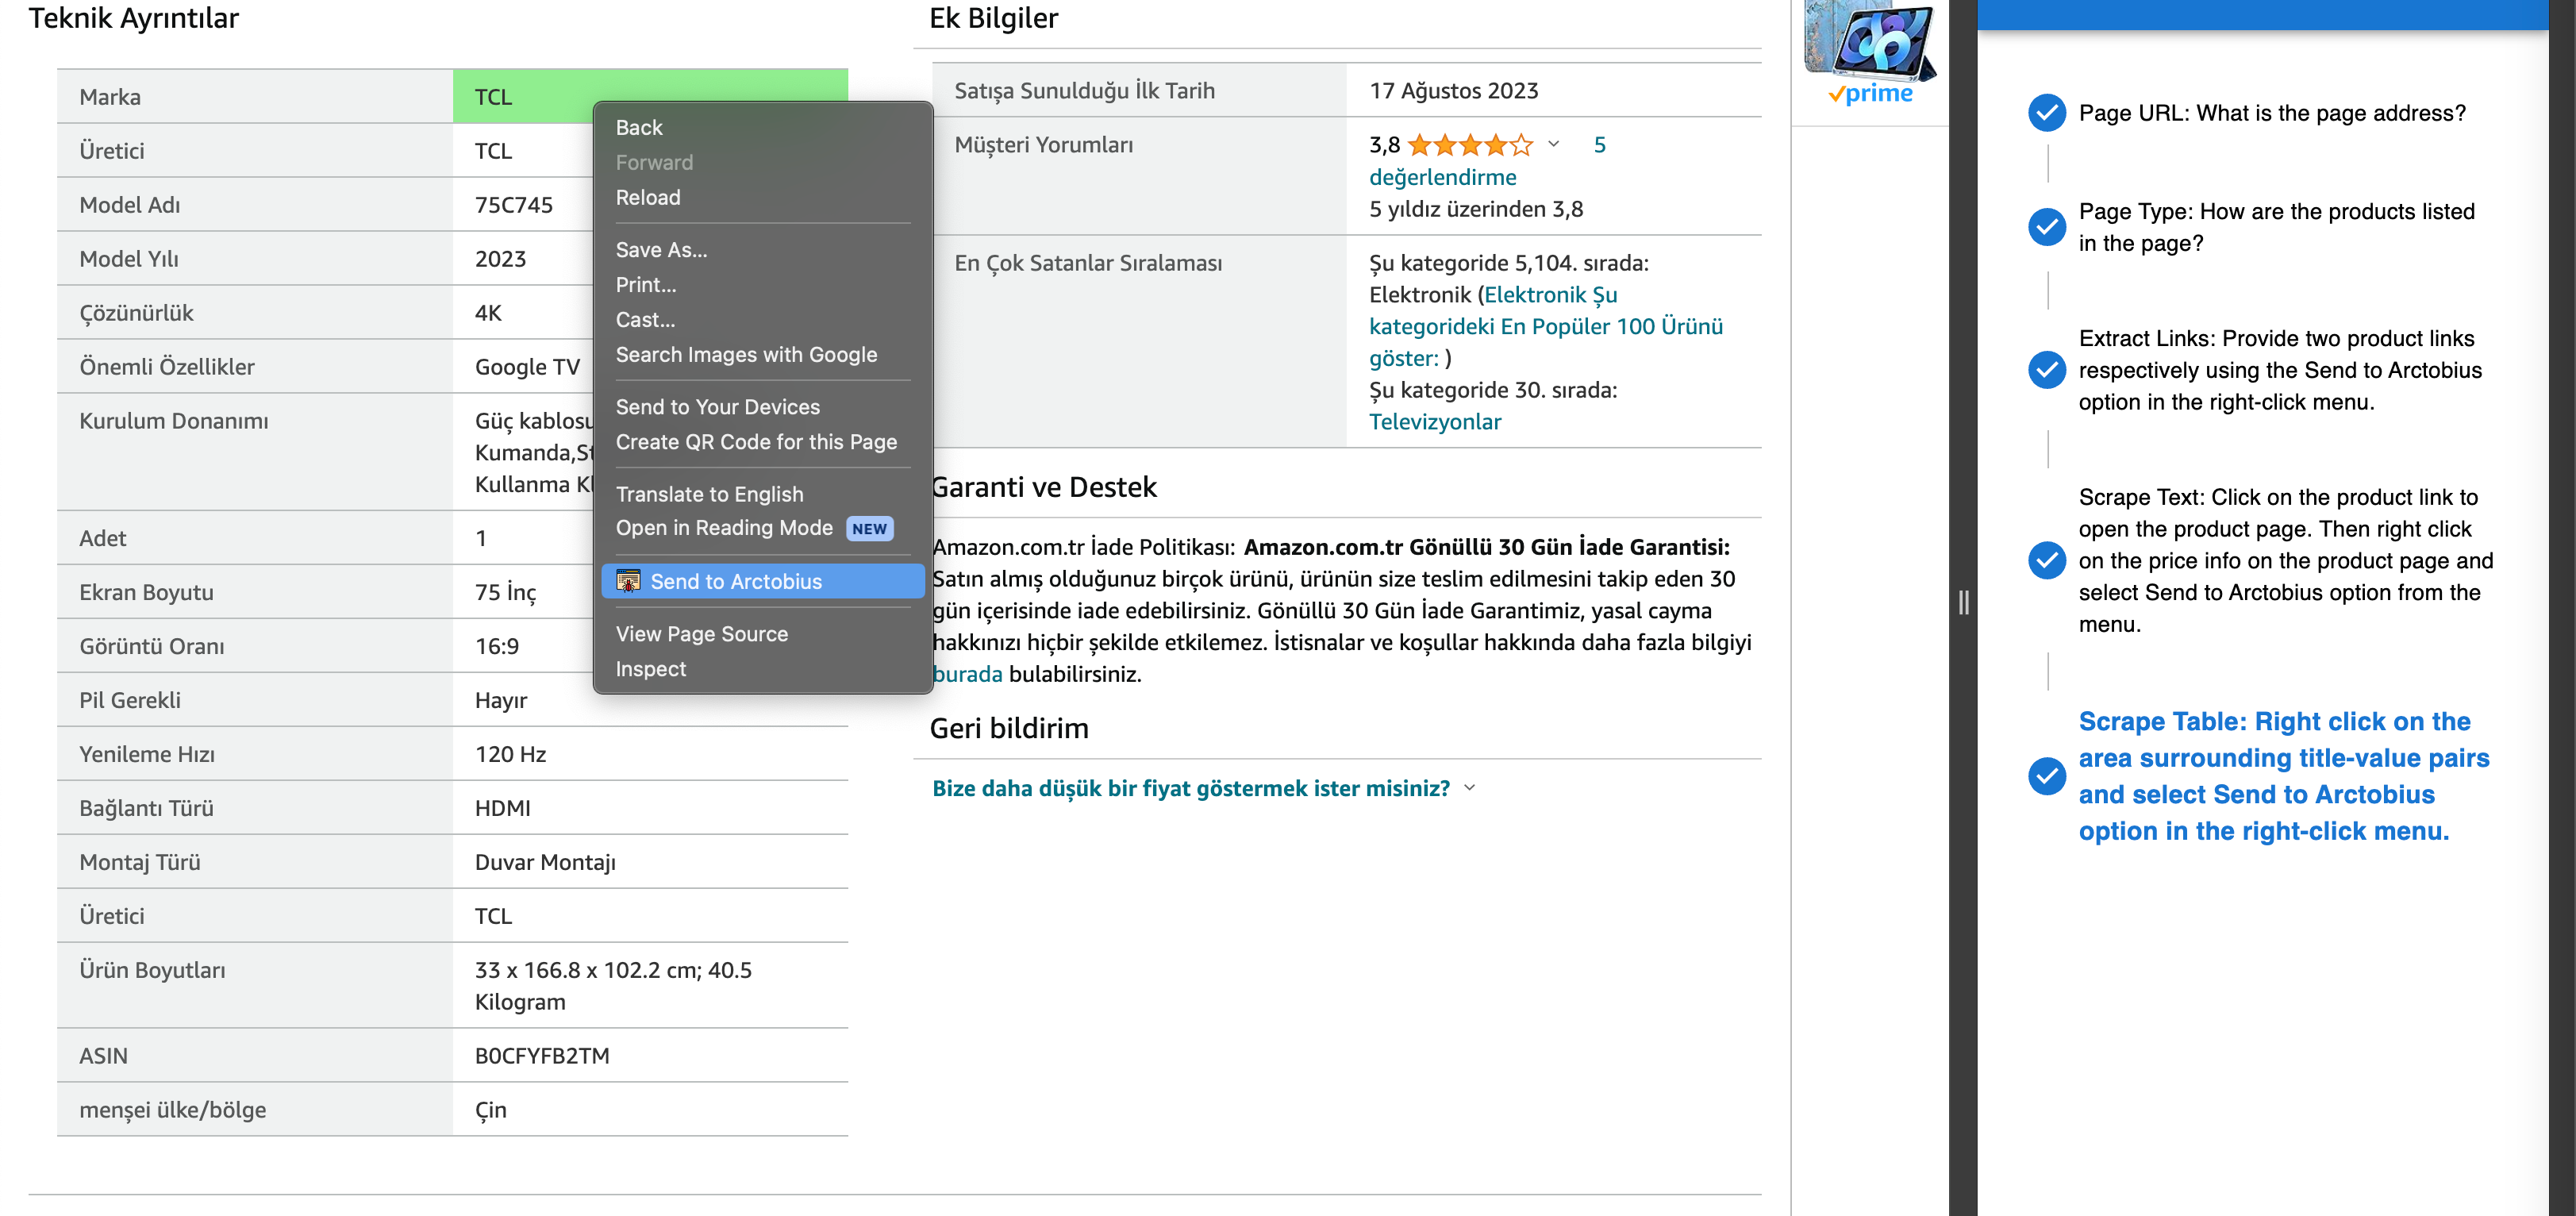 Teknik Ayrıntılar
Marka
TCL
Üretici
TCL
Model Adı
75C745
Model Yılı
2023
Çözünürlük
4K
Önemli Özellikler
Google TV
Kurulum Donanımı
Güç kablosu
Kumanda,St
Kullanma Kl
Adet
1
Ekran Boyutu
75 İnç
Görüntü Oranı
16:9
Pil Gerekli
Hayır
Yenileme Hızı
120 Hz
Bağlantı Türü
HDMI
Montaj Türü
Duvar Montajı
Üretici
TCL
Ürün Boyutları
33 x 166.8 x 102.2 cm; 40.5
Kilogram
ASIN
B0CFYFB2TM
menşei ülke/bölge
Çin
Back
Forward
Reload
Save As...
Print...
Cast...
Search Images with Google
Send to Your Devices
Create QR Code for this Page
Translate to English
Open in Reading Mode NEW
Send to Arctobius
View Page Source
Inspect
Ek Bilgiler
Satışa Sunulduğu İlk Tarih
17 Ağustos 2023
Müşteri Yorumları
3,8 5
değerlendirme
5 yıldız üzerinden 3,8
En Çok Satanlar Sıralaması
Şu kategoride 5,104. sırada:
Elektronik (Elektronik Şu
kategorideki En Popüler 100 Ürünü
göster: )
Şu kategoride 30. sırada:
Televizyonlar
Garanti ve Destek
Amazon.com.tr İade Politikası: Amazon.com.tr Gönüllü 30 Gün İade Garantisi:
Satın almış olduğunuz birçok ürünü, ürünün size teslim edilmesini takip eden 30
gün içerisinde iade edebilirsiniz. Gönüllü 30 Gün İade Garantimiz, yasal cayma
hakkınızı hiçbir şekilde etkilemez. İstisnalar ve koşullar hakkında daha fazla bilgiyi
burada bulabilirsiniz.
Geri bildirim
Bize daha düşük bir fiyat göstermek ister misiniz?
prime
Page URL: What is the page address?
Page Type: How are the products listed
in the page?
Extract Links: Provide two product links
respectively using the Send to Arctobius
option in the right-click menu.
Scrape Text: Click on the product link to
open the product page. Then right click
on the price info on the product page and
select Send to Arctobius option from the
menu.
Scrape Table: Right click on the
area surrounding title-value pairs
and select Send to Arctobius
option in the right-click menu.